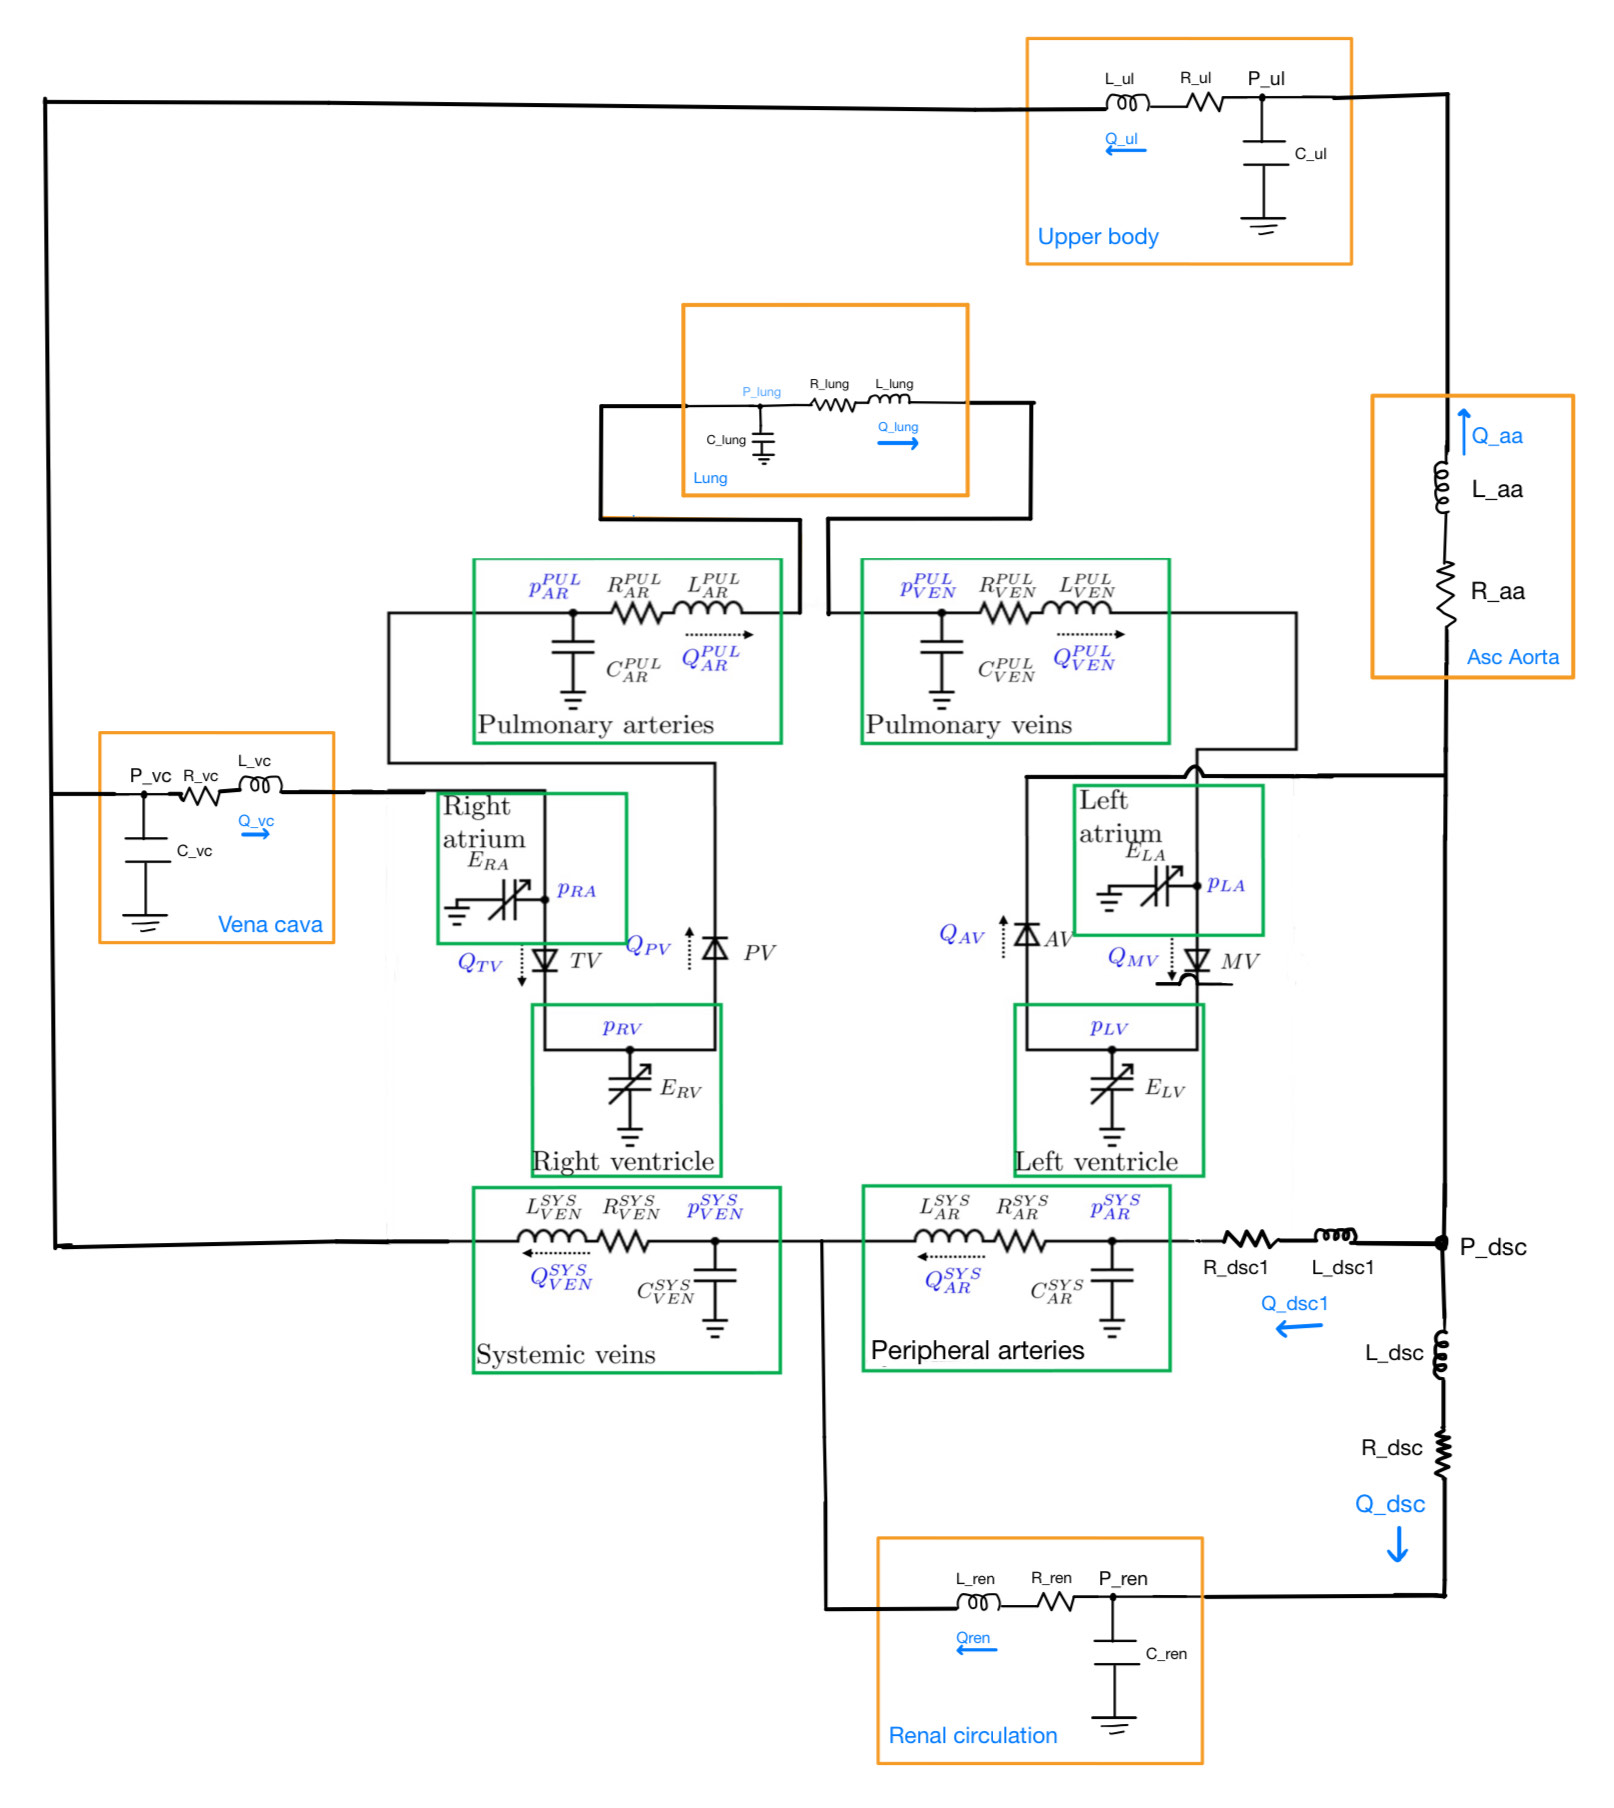 L_ul R_ul P_ul
Q_ul
C_ul
Upper body
P_lung R_lung L_lung
C_lung Q_lung
Lung
Q_aa
L_aa
R_aa
Asc Aorta
p_{AR}^{PUL} R_{AR}^{PUL} L_{AR}^{PUL}
C_{AR}^{PUL} Q_{AR}^{PUL}
Pulmonary arteries
p_{VEN}^{PUL} R_{VEN}^{PUL} L_{VEN}^{PUL}
C_{VEN}^{PUL} Q_{VEN}^{PUL}
Pulmonary veins
P_vc R_vc L_vc
Q_vc
C_vc
Vena cava
Right
atrium
E_{RA}
p_{RA}
Q_{TV} TV
Q_{PV} PV
Left
atrium
E_{LA}
p_{LA}
Q_{AV} AV
Q_{MV} MV
p_{RV}
E_{RV}
Right ventricle
p_{LV}
E_{LV}
Left ventricle
L_{VEN}^{SYS} R_{VEN}^{SYS} p_{VEN}^{SYS}
Q_{VEN}^{SYS} C_{VEN}^{SYS}
Systemic veins
L_{AR}^{SYS} R_{AR}^{SYS} p_{AR}^{SYS}
Q_{AR}^{SYS} C_{AR}^{SYS}
Peripheral arteries
R_dsc1 L_dsc1
Q_dsc1
P_dsc
L_dsc
R_dsc
Q_dsc
L_ren R_ren P_ren
Qren
C_ren
Renal circulation